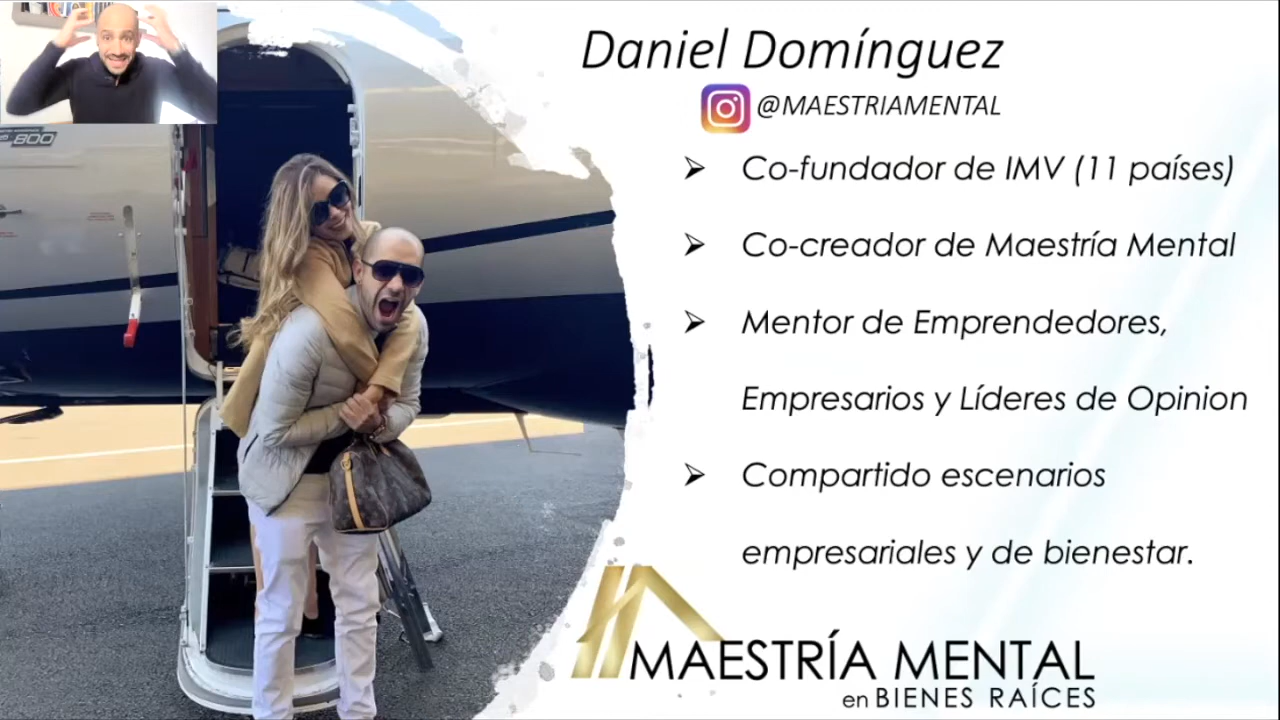 Daniel Domínguez
@MAESTRIAMENTAL
Co-fundador de IMV (11 países)
Co-creador de Maestría Mental
Mentor de Emprendedores,
Empresarios y Líderes de Opinion
Compartido escenarios
empresariales y de bienestar.
MAESTRÍA MENTAL
en BIENES RAÍCES
800